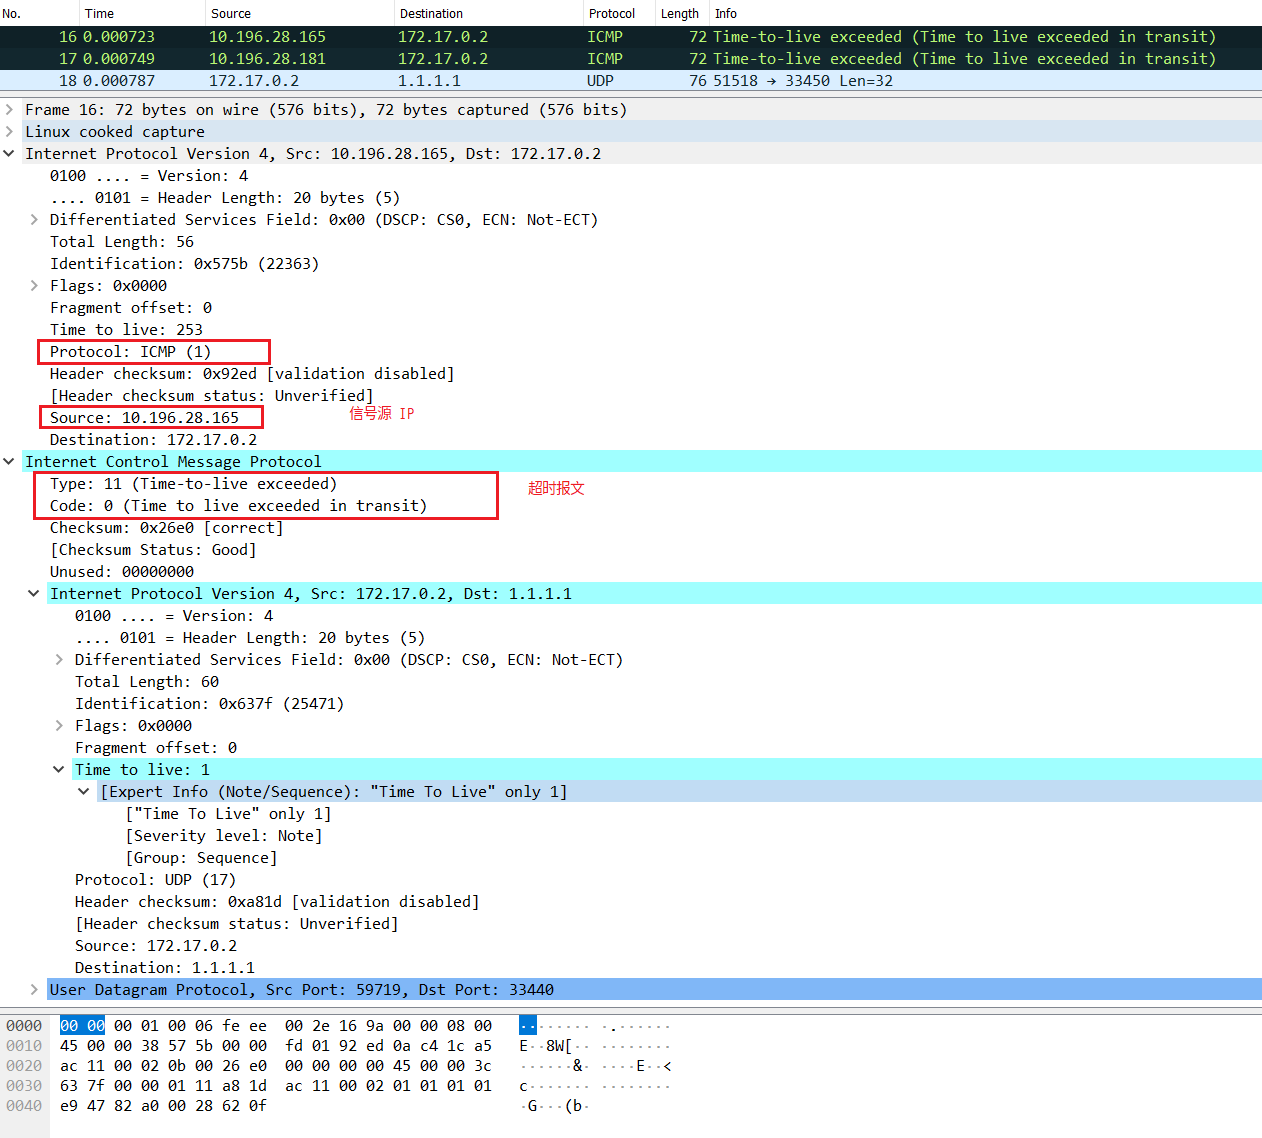 No. Time Source Destination Protocol Length Info
16 0.000723 10.196.28.165 172.17.0.2 ICMP 72 Time-to-live exceeded (Time to live exceeded in transit)
17 0.000749 10.196.28.181 172.17.0.2 ICMP 72 Time-to-live exceeded (Time to live exceeded in transit)
18 0.000787 172.17.0.2 1.1.1.1 UDP 76 51518 → 33450 Len=32
Frame 16: 72 bytes on wire (576 bits), 72 bytes captured (576 bits)
Linux cooked capture
Internet Protocol Version 4, Src: 10.196.28.165, Dst: 172.17.0.2
0100 .... = Version: 4
.... 0101 = Header Length: 20 bytes (5)
Differentiated Services Field: 0x00 (DSCP: CS0, ECN: Not-ECT)
Total Length: 56
Identification: 0x575b (22363)
Flags: 0x0000
Fragment offset: 0
Time to live: 253
Protocol: ICMP (1)
Header checksum: 0x92ed [validation disabled]
[Header checksum status: Unverified]
Source: 10.196.28.165 信号源 IP
Destination: 172.17.0.2
Internet Control Message Protocol
Type: 11 (Time-to-live exceeded) 超时报文
Code: 0 (Time to live exceeded in transit)
Checksum: 0x26e0 [correct]
[Checksum Status: Good]
Unused: 00000000
Internet Protocol Version 4, Src: 172.17.0.2, Dst: 1.1.1.1
0100 .... = Version: 4
.... 0101 = Header Length: 20 bytes (5)
Differentiated Services Field: 0x00 (DSCP: CS0, ECN: Not-ECT)
Total Length: 60
Identification: 0x637f (25471)
Flags: 0x0000
Fragment offset: 0
Time to live: 1
[Expert Info (Note/Sequence): "Time To Live" only 1]
["Time To Live" only 1]
[Severity level: Note]
[Group: Sequence]
Protocol: UDP (17)
Header checksum: 0xa81d [validation disabled]
[Header checksum status: Unverified]
Source: 172.17.0.2
Destination: 1.1.1.1
User Datagram Protocol, Src Port: 59719, Dst Port: 33440
0000 00 00 00 01 00 06 fe ee 00 2e 16 9a 00 00 08 00 ········ ·.······
0010 45 00 00 38 57 5b 00 00 fd 01 92 ed 0a c4 1c a5 E··8W[·· ········
0020 ac 11 00 02 0b 00 26 e0 00 00 00 00 45 00 00 3c ······&· ····E··<
0030 63 7f 00 00 01 11 a8 1d ac 11 00 02 01 01 01 01 c······· ········
0040 e9 47 82 a0 00 28 62 0f ·G···(b·